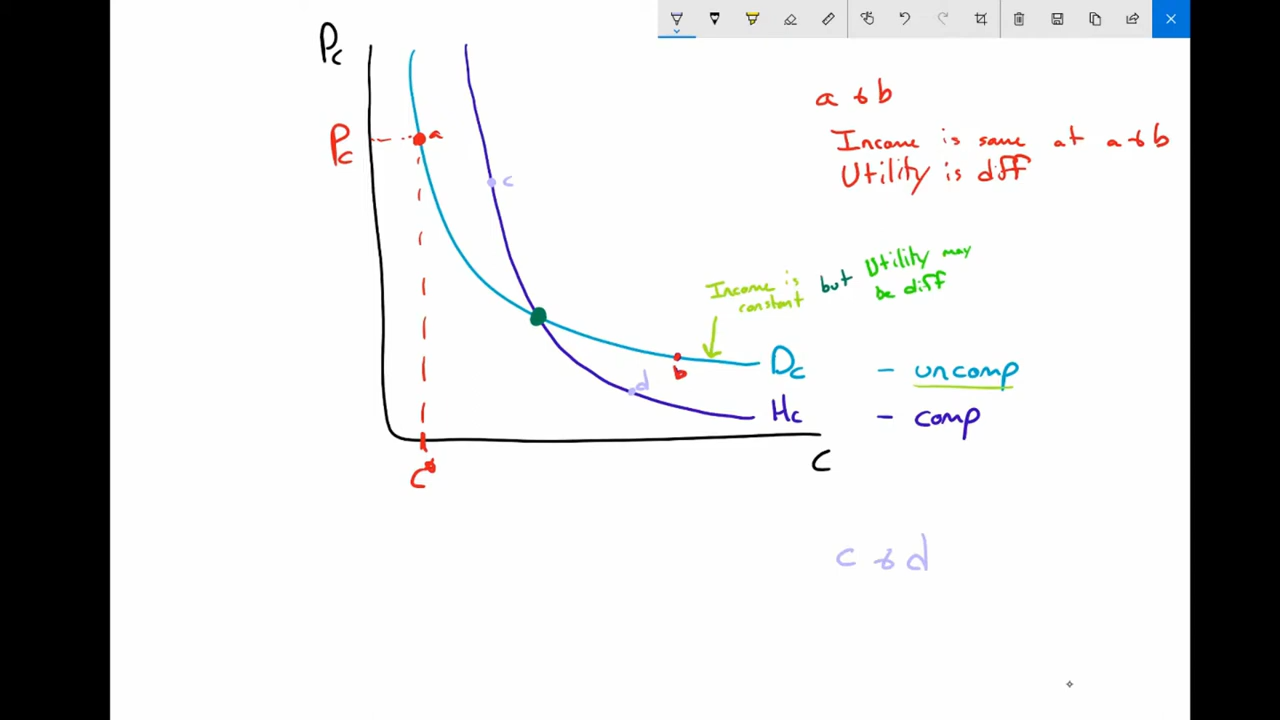 Pc
Pc
a
c
b
d
C*
C
Dc
Hc
a & b
Income is same at a & b
Utility is diff
Income is
constant
but
Utility may
be diff
- uncomp
- comp
c & d